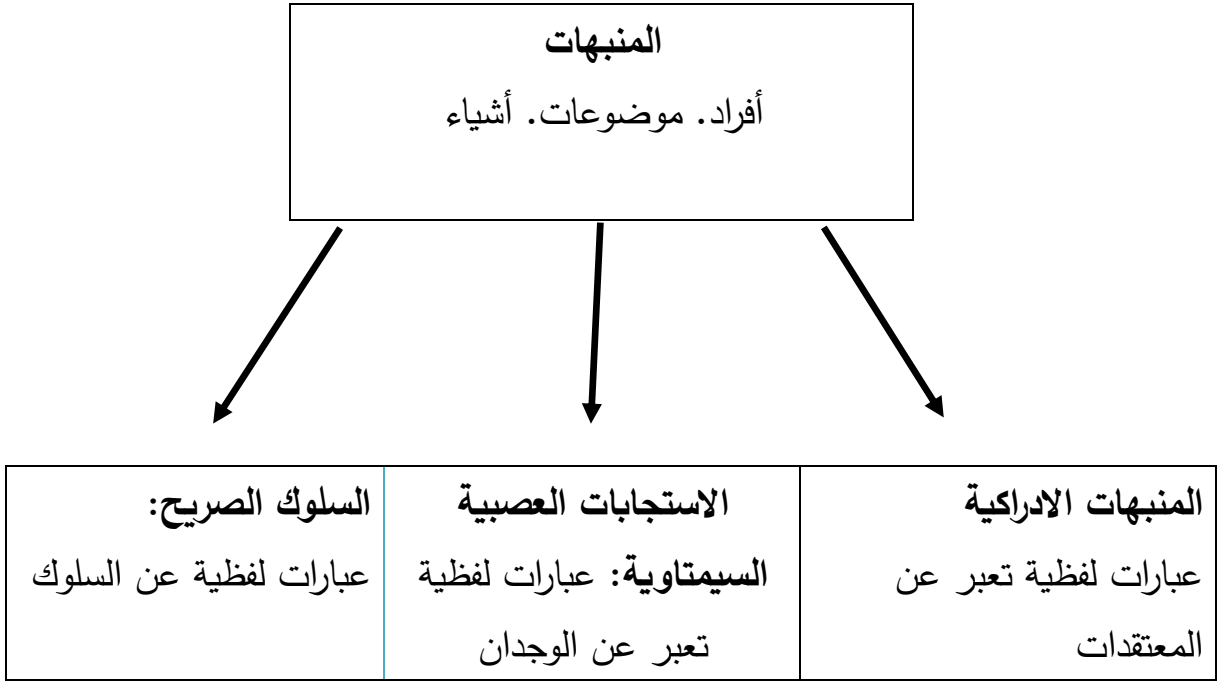 المنبهات
أفراد. موضوعات. أشياء
المنبهات الادراكية
عبارات لفظية تعبر عن
المعتقدات
الاستجابات العصبية
السيمتاوية: عبارات لفظية
تعبر عن الوجدان
السلوك الصريح:
عبارات لفظية عن السلوك